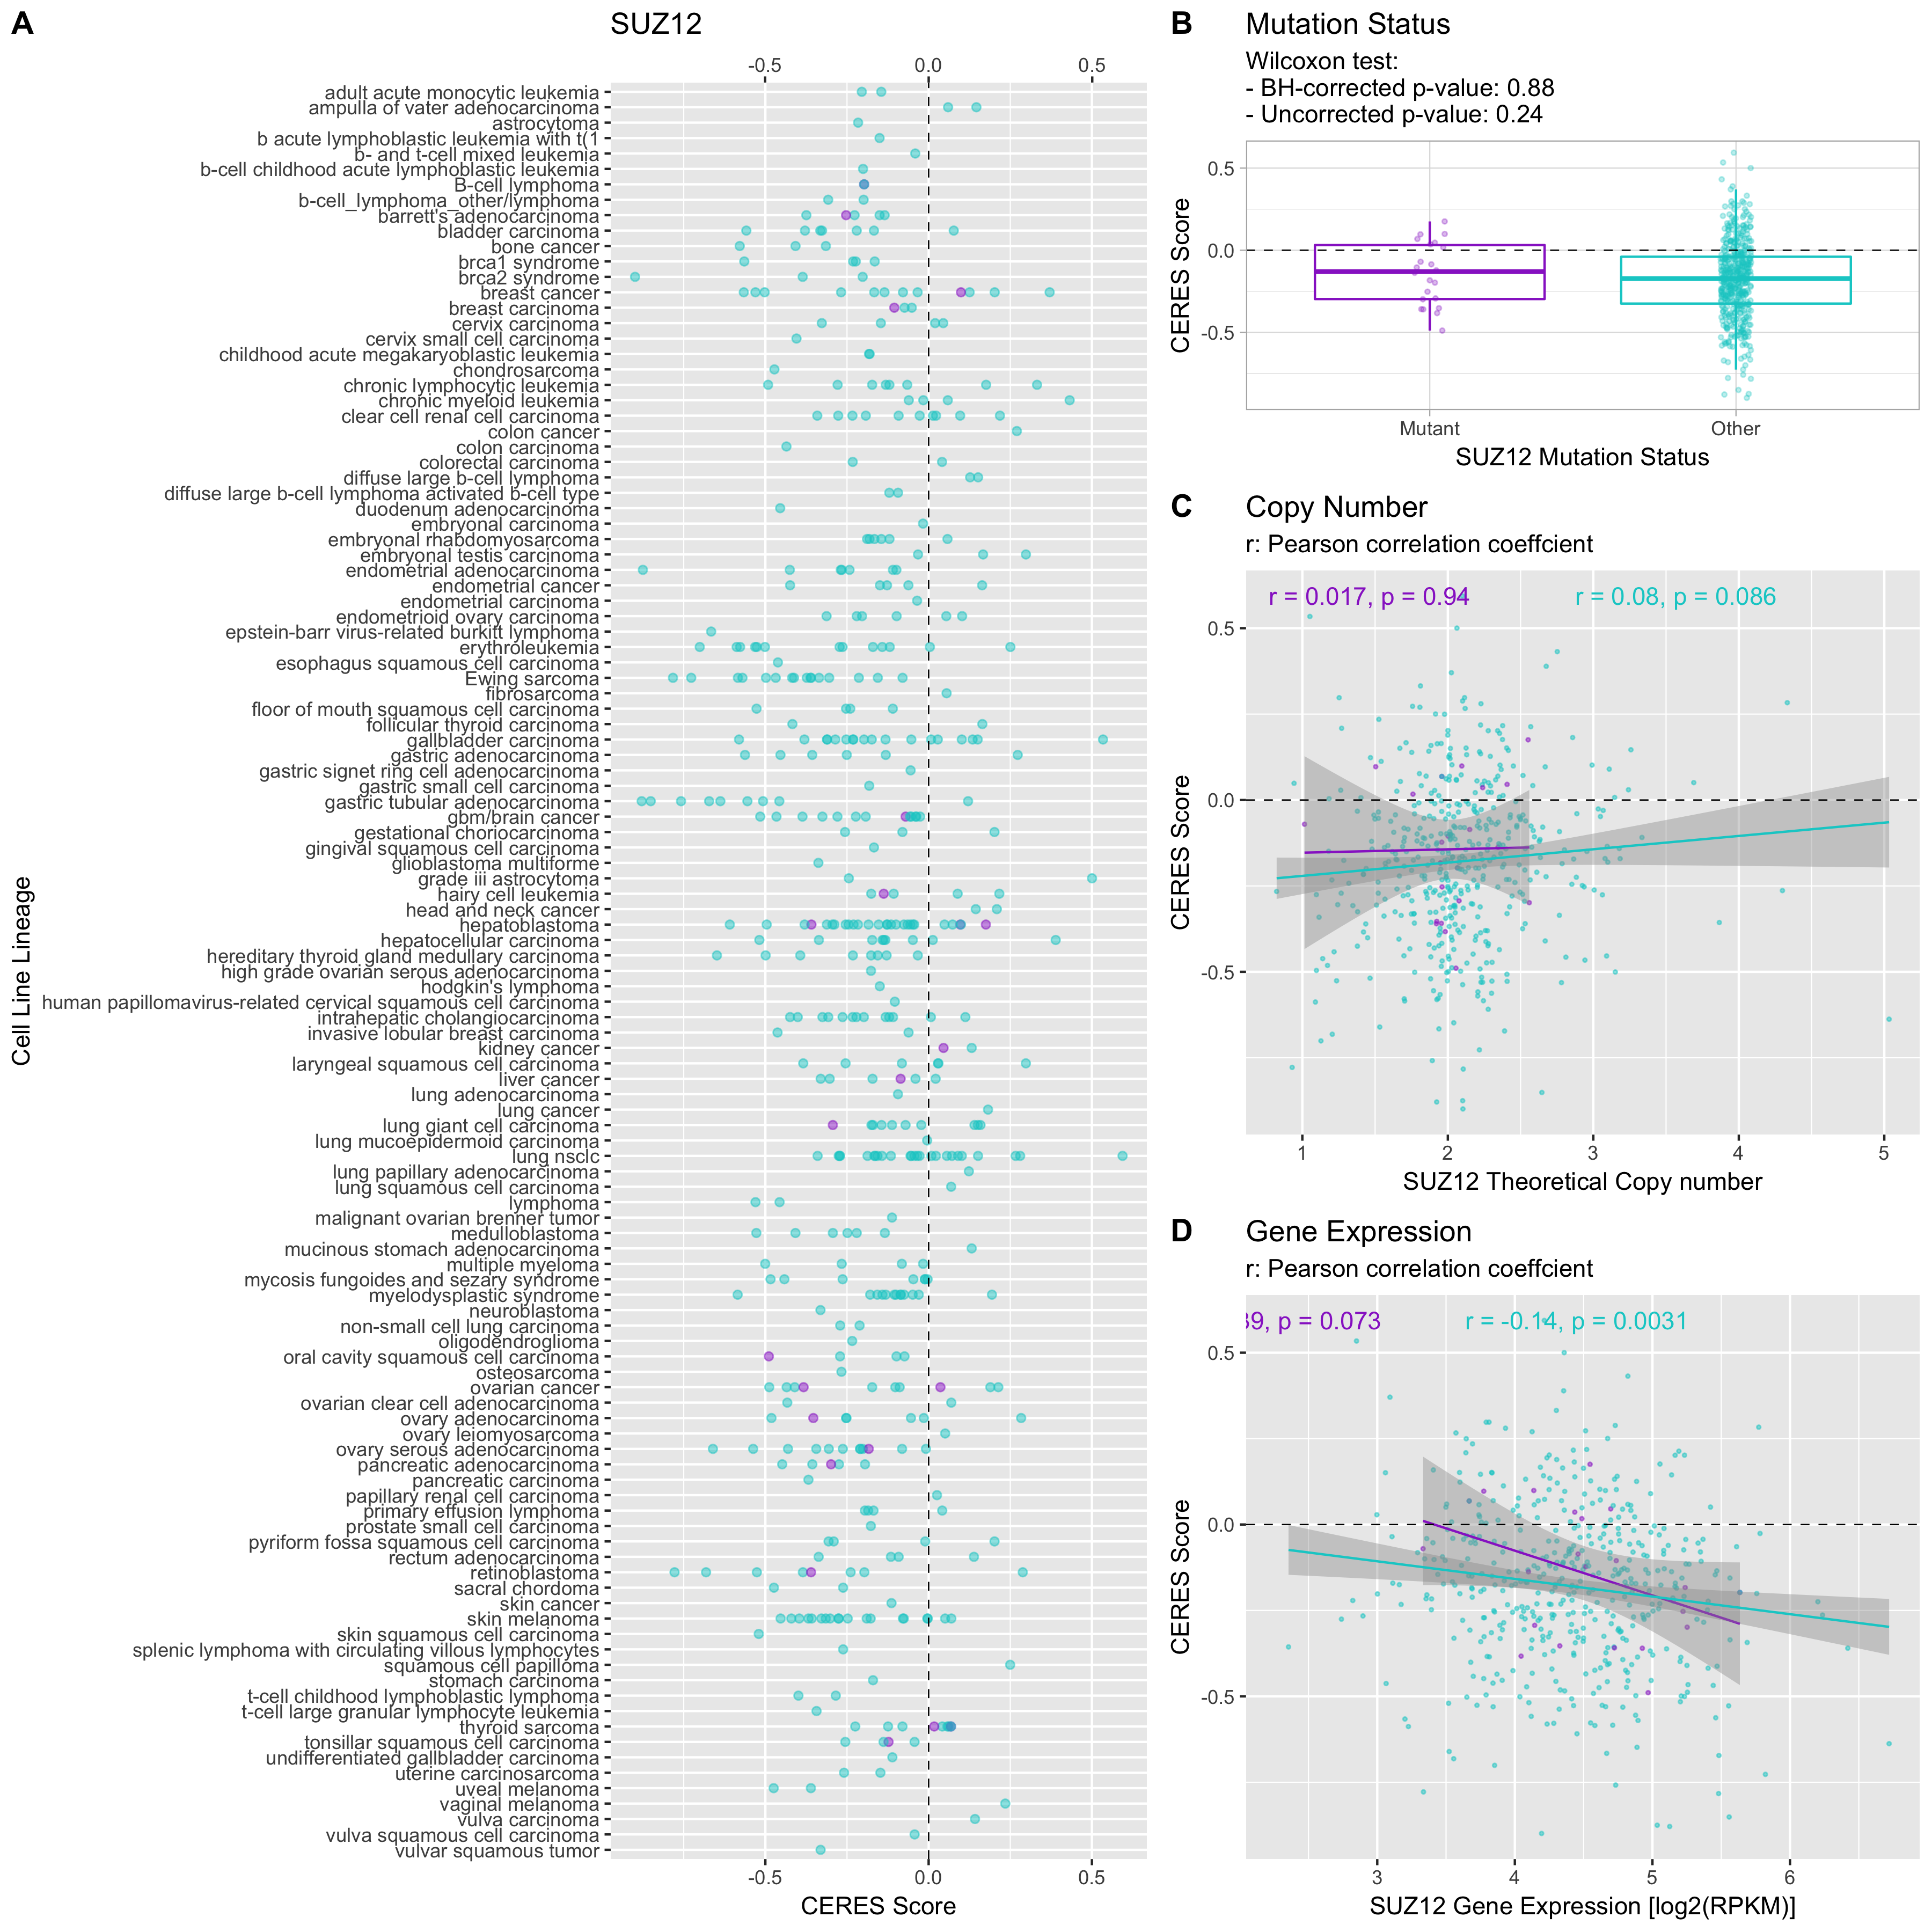 A
SUZ12
-0.5 0.0 0.5
adult acute monocytic leukemia
ampulla of vater adenocarcinoma
astrocytoma
b acute lymphoblastic leukemia with t(1
b- and t-cell mixed leukemia
b-cell childhood acute lymphoblastic leukemia
B-cell lymphoma
b-cell_lymphoma_other/lymphoma
barrett's adenocarcinoma
bladder carcinoma
bone cancer
brca1 syndrome
brca2 syndrome
breast cancer
breast carcinoma
cervix carcinoma
cervix small cell carcinoma
childhood acute megakaryoblastic leukemia
chondrosarcoma
chronic lymphocytic leukemia
chronic myeloid leukemia
clear cell renal cell carcinoma
colon cancer
colon carcinoma
colorectal carcinoma
diffuse large b-cell lymphoma
diffuse large b-cell lymphoma activated b-cell type
duodenum adenocarcinoma
embryonal carcinoma
embryonal rhabdomyosarcoma
embryonal testis carcinoma
endometrial adenocarcinoma
endometrial cancer
endometrial carcinoma
endometrioid ovary carcinoma
epstein-barr virus-related burkitt lymphoma
erythroleukemia
esophagus squamous cell carcinoma
Ewing sarcoma
fibrosarcoma
floor of mouth squamous cell carcinoma
follicular thyroid carcinoma
gallbladder carcinoma
gastric adenocarcinoma
gastric signet ring cell adenocarcinoma
gastric small cell carcinoma
gastric tubular adenocarcinoma
gbm/brain cancer
gestational choriocarcinoma
gingival squamous cell carcinoma
glioblastoma multiforme
grade iii astrocytoma
hairy cell leukemia
head and neck cancer
hepatoblastoma
hepatocellular carcinoma
hereditary thyroid gland medullary carcinoma
high grade ovarian serous adenocarcinoma
hodgkin's lymphoma
human papillomavirus-related cervical squamous cell carcinoma
intrahepatic cholangiocarcinoma
invasive lobular breast carcinoma
kidney cancer
laryngeal squamous cell carcinoma
liver cancer
lung adenocarcinoma
lung cancer
lung giant cell carcinoma
lung mucoepidermoid carcinoma
lung nsclc
lung papillary adenocarcinoma
lung squamous cell carcinoma
lymphoma
malignant ovarian brenner tumor
medulloblastoma
mucinous stomach adenocarcinoma
multiple myeloma
mycosis fungoides and sezary syndrome
myelodysplastic syndrome
neuroblastoma
non-small cell lung carcinoma
oligodendroglioma
oral cavity squamous cell carcinoma
osteosarcoma
ovarian cancer
ovarian clear cell adenocarcinoma
ovary adenocarcinoma
ovary leiomyosarcoma
ovary serous adenocarcinoma
pancreatic adenocarcinoma
pancreatic carcinoma
papillary renal cell carcinoma
primary effusion lymphoma
prostate small cell carcinoma
pyriform fossa squamous cell carcinoma
rectum adenocarcinoma
retinoblastoma
sacral chordoma
skin cancer
skin melanoma
skin squamous cell carcinoma
splenic lymphoma with circulating villous lymphocytes
squamous cell papilloma
stomach carcinoma
t-cell childhood lymphoblastic lymphoma
t-cell large granular lymphocyte leukemia
thyroid sarcoma
tonsillar squamous cell carcinoma
undifferentiated gallbladder carcinoma
uterine carcinosarcoma
uveal melanoma
vaginal melanoma
vulva carcinoma
vulva squamous cell carcinoma
vulvar squamous tumor
-0.5 0.0 0.5
CERES Score
Cell Line Lineage
B
Mutation Status
Wilcoxon test:
- BH-corrected p-value: 0.88
- Uncorrected p-value: 0.24
0.5
0.0
-0.5
CERES Score
Mutant Other
SUZ12 Mutation Status
C
Copy Number
r: Pearson correlation coeffcient
r = 0.017, p = 0.94 r = 0.08, p = 0.086
0.5
0.0
-0.5
CERES Score
1 2 3 4 5
SUZ12 Theoretical Copy number
D
Gene Expression
r: Pearson correlation coeffcient
39, p = 0.073 r = -0.14, p = 0.0031
0.5
0.0
-0.5
CERES Score
3 4 5 6
SUZ12 Gene Expression [log2(RPKM)]